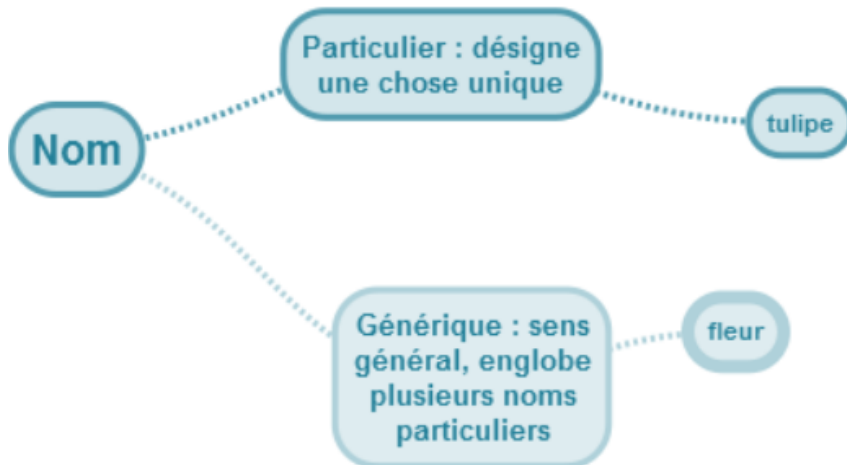 Nom
Particulier : désigne
une chose unique
tulipe
Générique : sens
général, englobe
plusieurs noms
particuliers
fleur